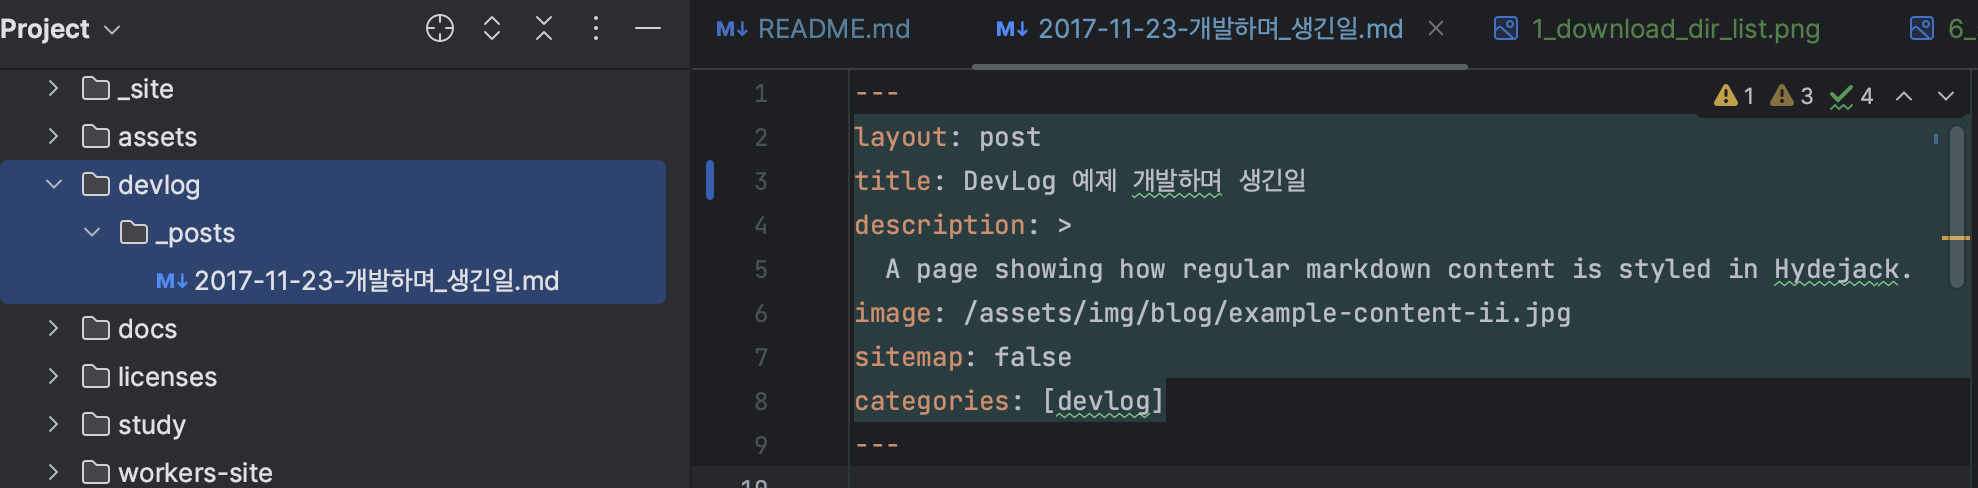 Project
README.md
2017-11-23-개발하며_생긴일.md
1_download_dir_list.png
6_
_site
assets
devlog
_posts
2017-11-23-개발하며_생긴일.md
docs
licenses
study
workers-site
1 3 4
1 ---
2 layout: post
3 title: DevLog 예제 개발하며 생긴일
4 description: >
5 A page showing how regular markdown content is styled in Hydejack.
6 image: /assets/img/blog/example-content-ii.jpg
7 sitemap: false
8 categories: [devlog]
9 ---
10